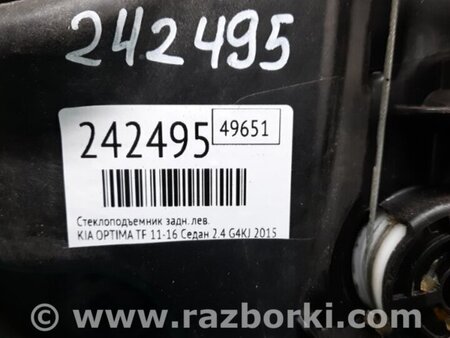 242495
242495 49651
Стеклоподъемник задн. лев.
KIA OPTIMA TF 11-16 Седан 2.4 G4KJ 2015
© www.razborki.com